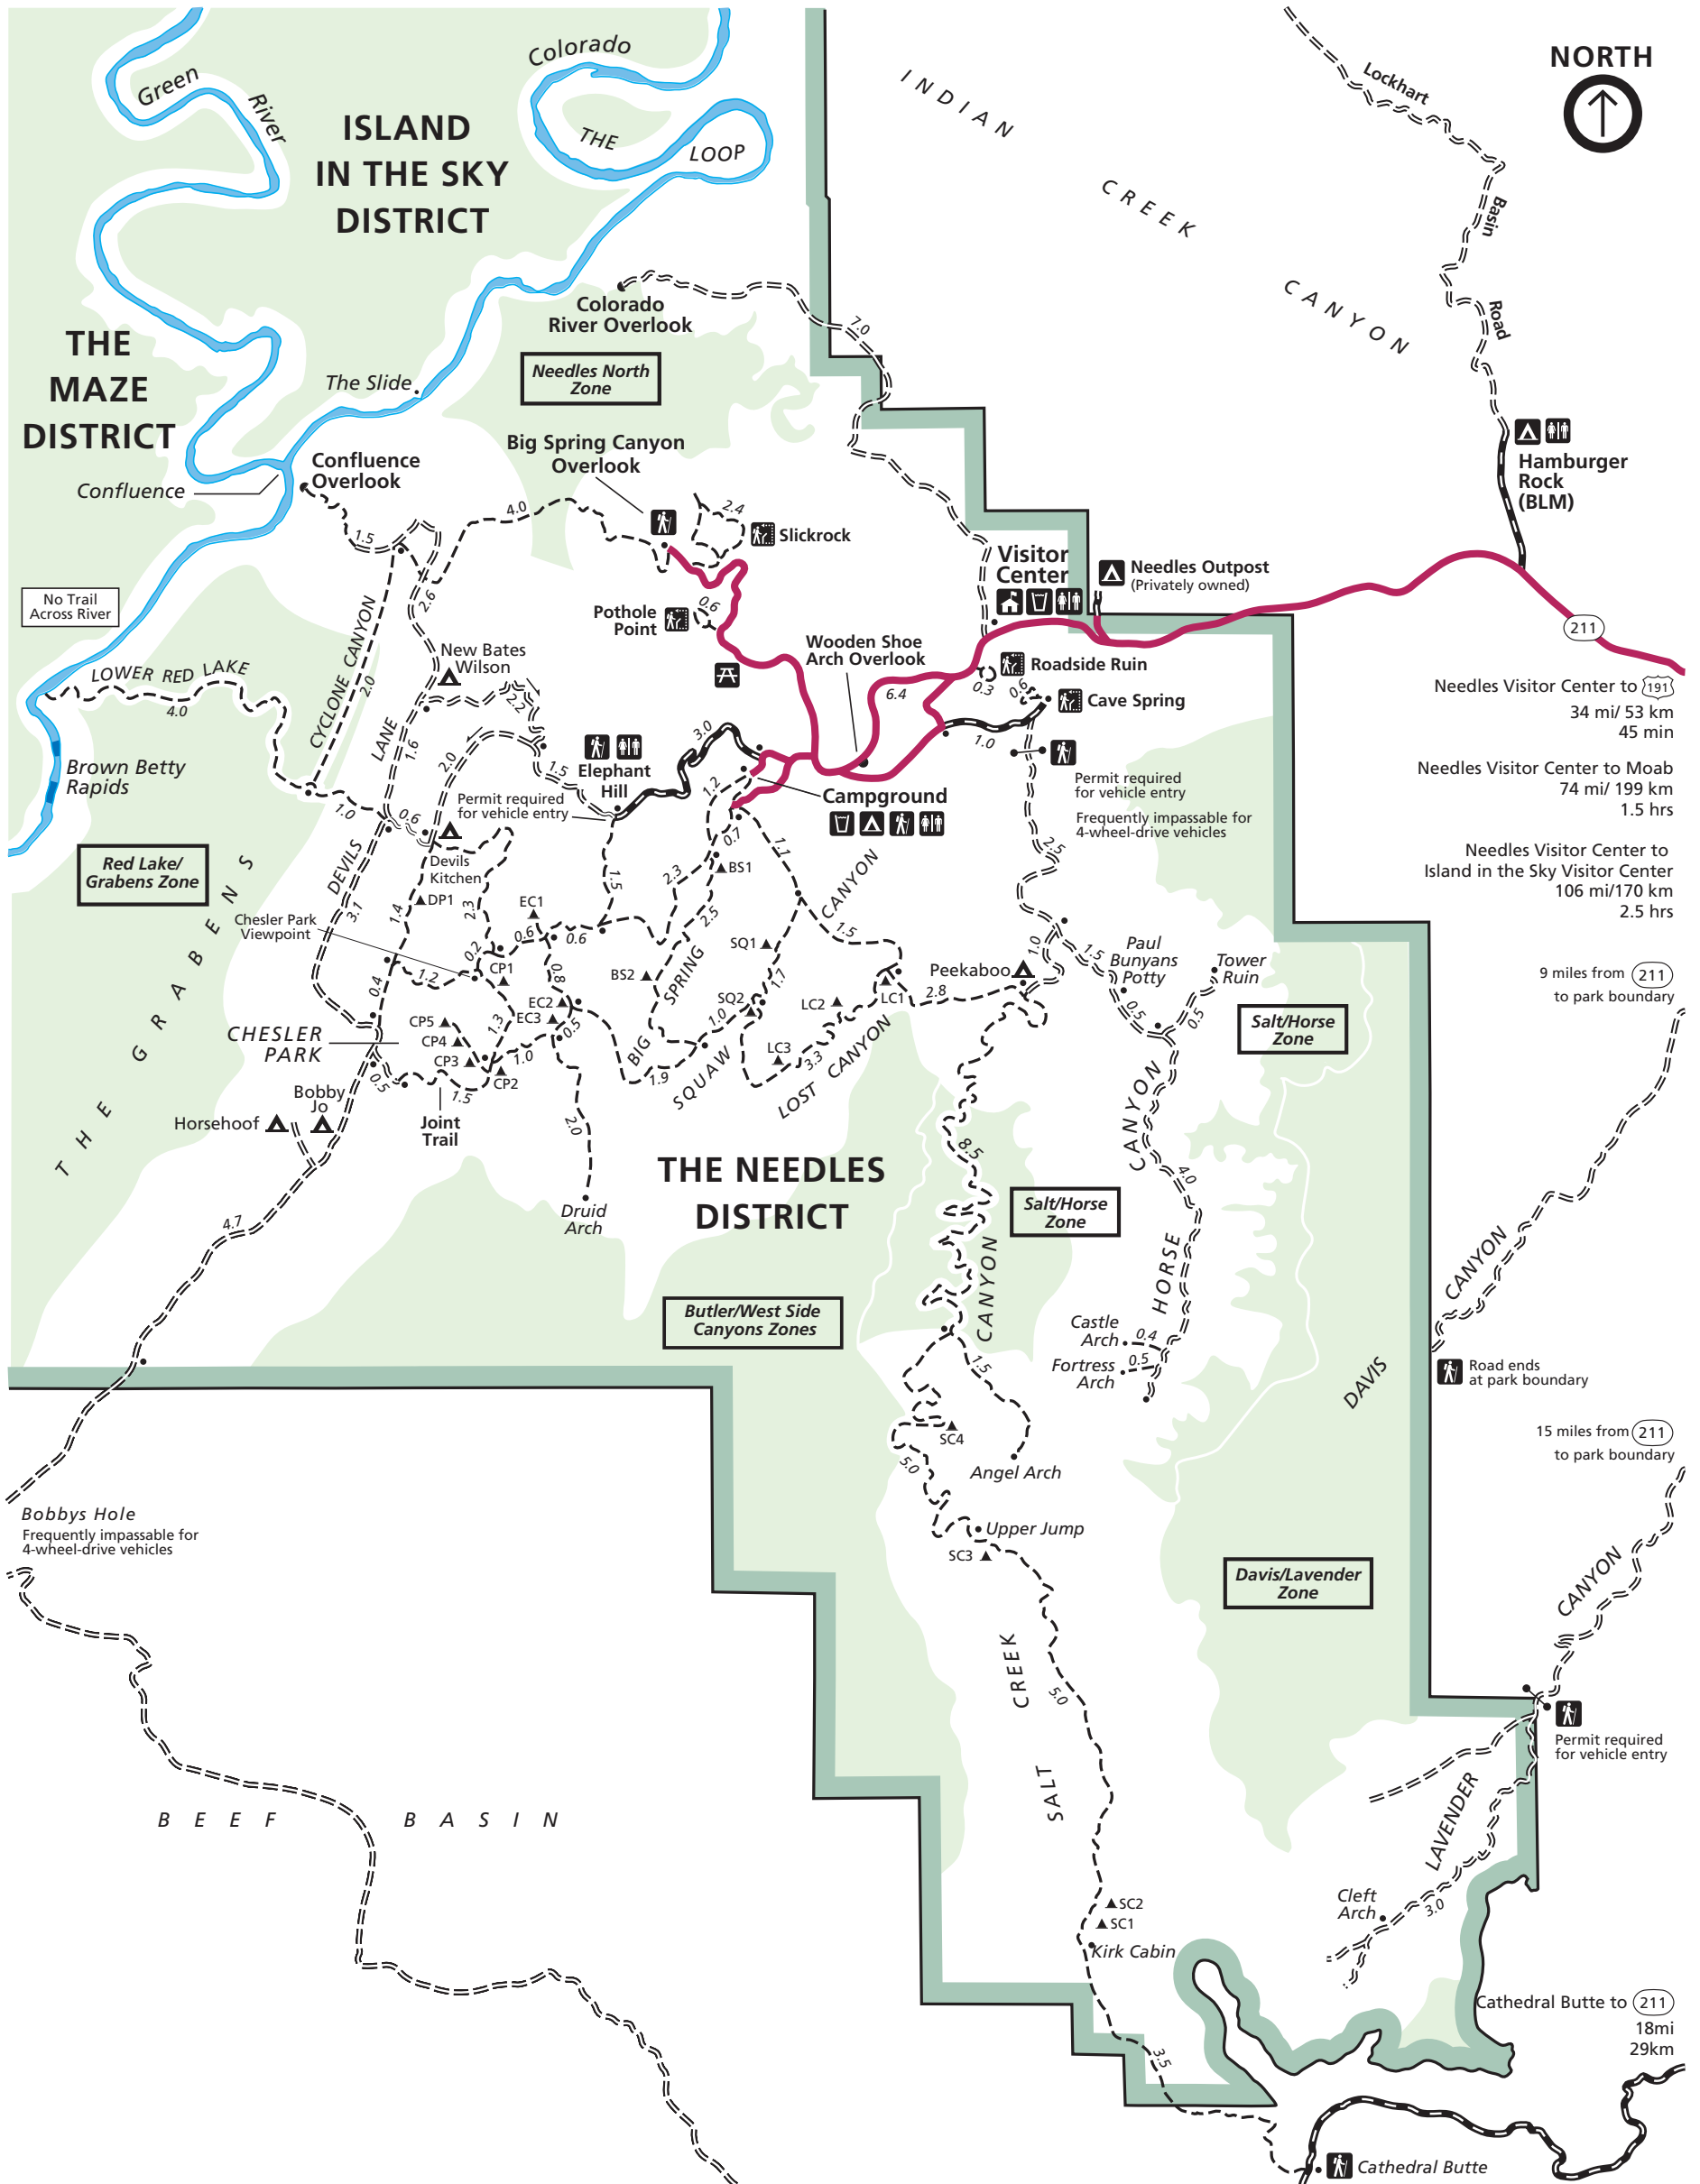 NORTH
Green
River
Colorado
THE
LOOP
ISLAND
IN THE SKY
DISTRICT
INDIAN
CREEK
CANYON
Lockhart
Basin
Road
THE
MAZE
DISTRICT
Colorado
River Overlook
7.0
Needles North
Zone
The Slide
Big Spring Canyon
Overlook
Confluence
Overlook
Confluence
Hamburger
Rock
(BLM)
4.0
1.5
2.4
Slickrock
Visitor
Center
Needles Outpost
(Privately owned)
No Trail
Across River
2.6
0.6
Pothole
Point
211
Wooden Shoe
Arch Overlook
New Bates
Wilson
Roadside Ruin
0.3
0.6
Cave Spring
LOWER RED LAKE
4.0
CYCLONE CANYON
2.0
2.2
6.4
Needles Visitor Center to 191
34 mi/ 53 km
45 min
Needles Visitor Center to Moab
74 mi/ 199 km
1.5 hrs
Needles Visitor Center to
Island in the Sky Visitor Center
106 mi/170 km
2.5 hrs
Brown Betty
Rapids
LANE
1.6
2.0
1.5
Elephant
Hill
3.0
1.0
Permit required
for vehicle entry
Permit required
for vehicle entry
Frequently impassable for
4-wheel-drive vehicles
1.2
Campground
1.0
0.6
0.7
1.1
Red Lake/
Grabens Zone
DEVILS
3.1
Devils
Kitchen
DP1
1.4
2.3
EC1
1.5
2.3
BS1
2.5
CANYON
1.5
2.5
Chesler Park
Viewpoint
0.2
0.6
0.6
SQ1
1.7
1.0
1.5
Paul
Bunyans
Potty
Tower
Ruin
9 miles from 211
to park boundary
1.2
CP1
0.8
BS2
SPRING
SQ2
LC2
LC1
Peekaboo
2.8
0.4
EC2
EC3
0.5
0.5
0.5
Salt/Horse
Zone
CHESLER
PARK
CP5
CP4
CP3
CP2
1.3
1.0
BIG
1.9
1.0
SQUAW
LC3
3.3
LOST CANYON
THE GRABENS
0.5
1.5
Joint
Trail
Bobby
Jo
Horsehoof
2.0
Druid
Arch
THE NEEDLES
DISTRICT
8.5
CANYON
4.0
Salt/Horse
Zone
4.7
CANYON
HORSE
CANYON
Butler/West Side
Canyons Zones
Castle
Arch
0.4
Fortress
Arch
0.5
1.5
DAVIS
Road ends
at park boundary
SC4
5.0
Angel Arch
15 miles from 211
to park boundary
Bobbys Hole
Frequently impassable for
4-wheel-drive vehicles
Upper Jump
SC3
Davis/Lavender
Zone
CANYON
CREEK
5.0
Permit required
for vehicle entry
SALT
LAVENDER
BEEF BASIN
SC2
SC1
Kirk Cabin
Cleft
Arch
3.0
Cathedral Butte to 211
18mi
29km
3.5
Cathedral Butte